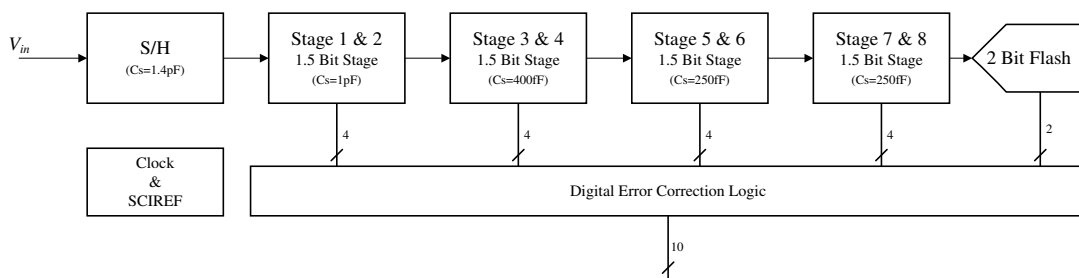 V_in
S/H
(Cs=1.4pF)
Stage 1 & 2
1.5 Bit Stage
(Cs=1pF)
Stage 3 & 4
1.5 Bit Stage
(Cs=400fF)
Stage 5 & 6
1.5 Bit Stage
(Cs=250fF)
Stage 7 & 8
1.5 Bit Stage
(Cs=250fF)
2 Bit Flash
4
4
4
4
2
Clock
&
SCIREF
Digital Error Correction Logic
10